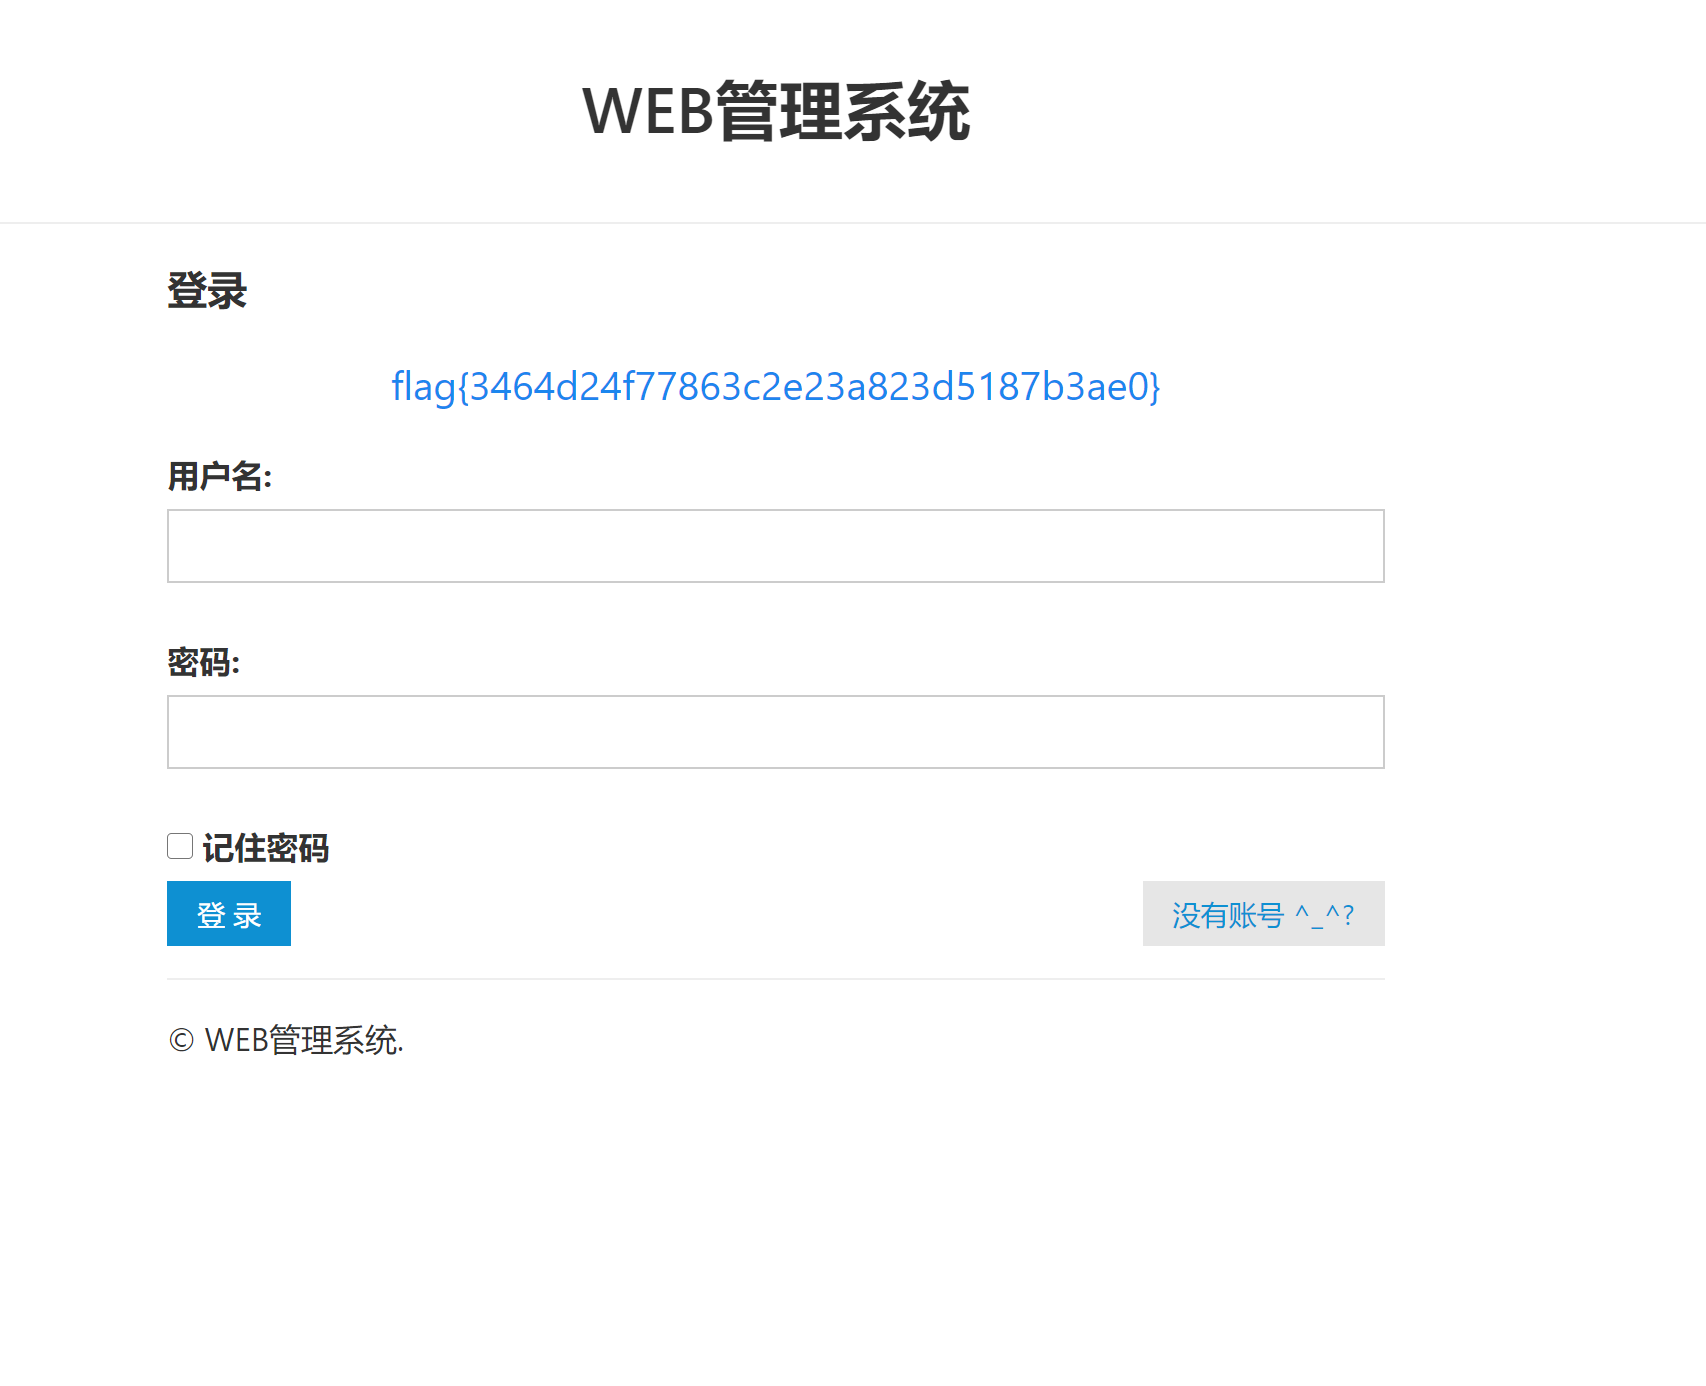 WEB管理系统
登录
flag{3464d24f77863c2e23a823d5187b3ae0}
用户名:
密码:
记住密码
登 录
没有账号 ^_^?
© WEB管理系统.